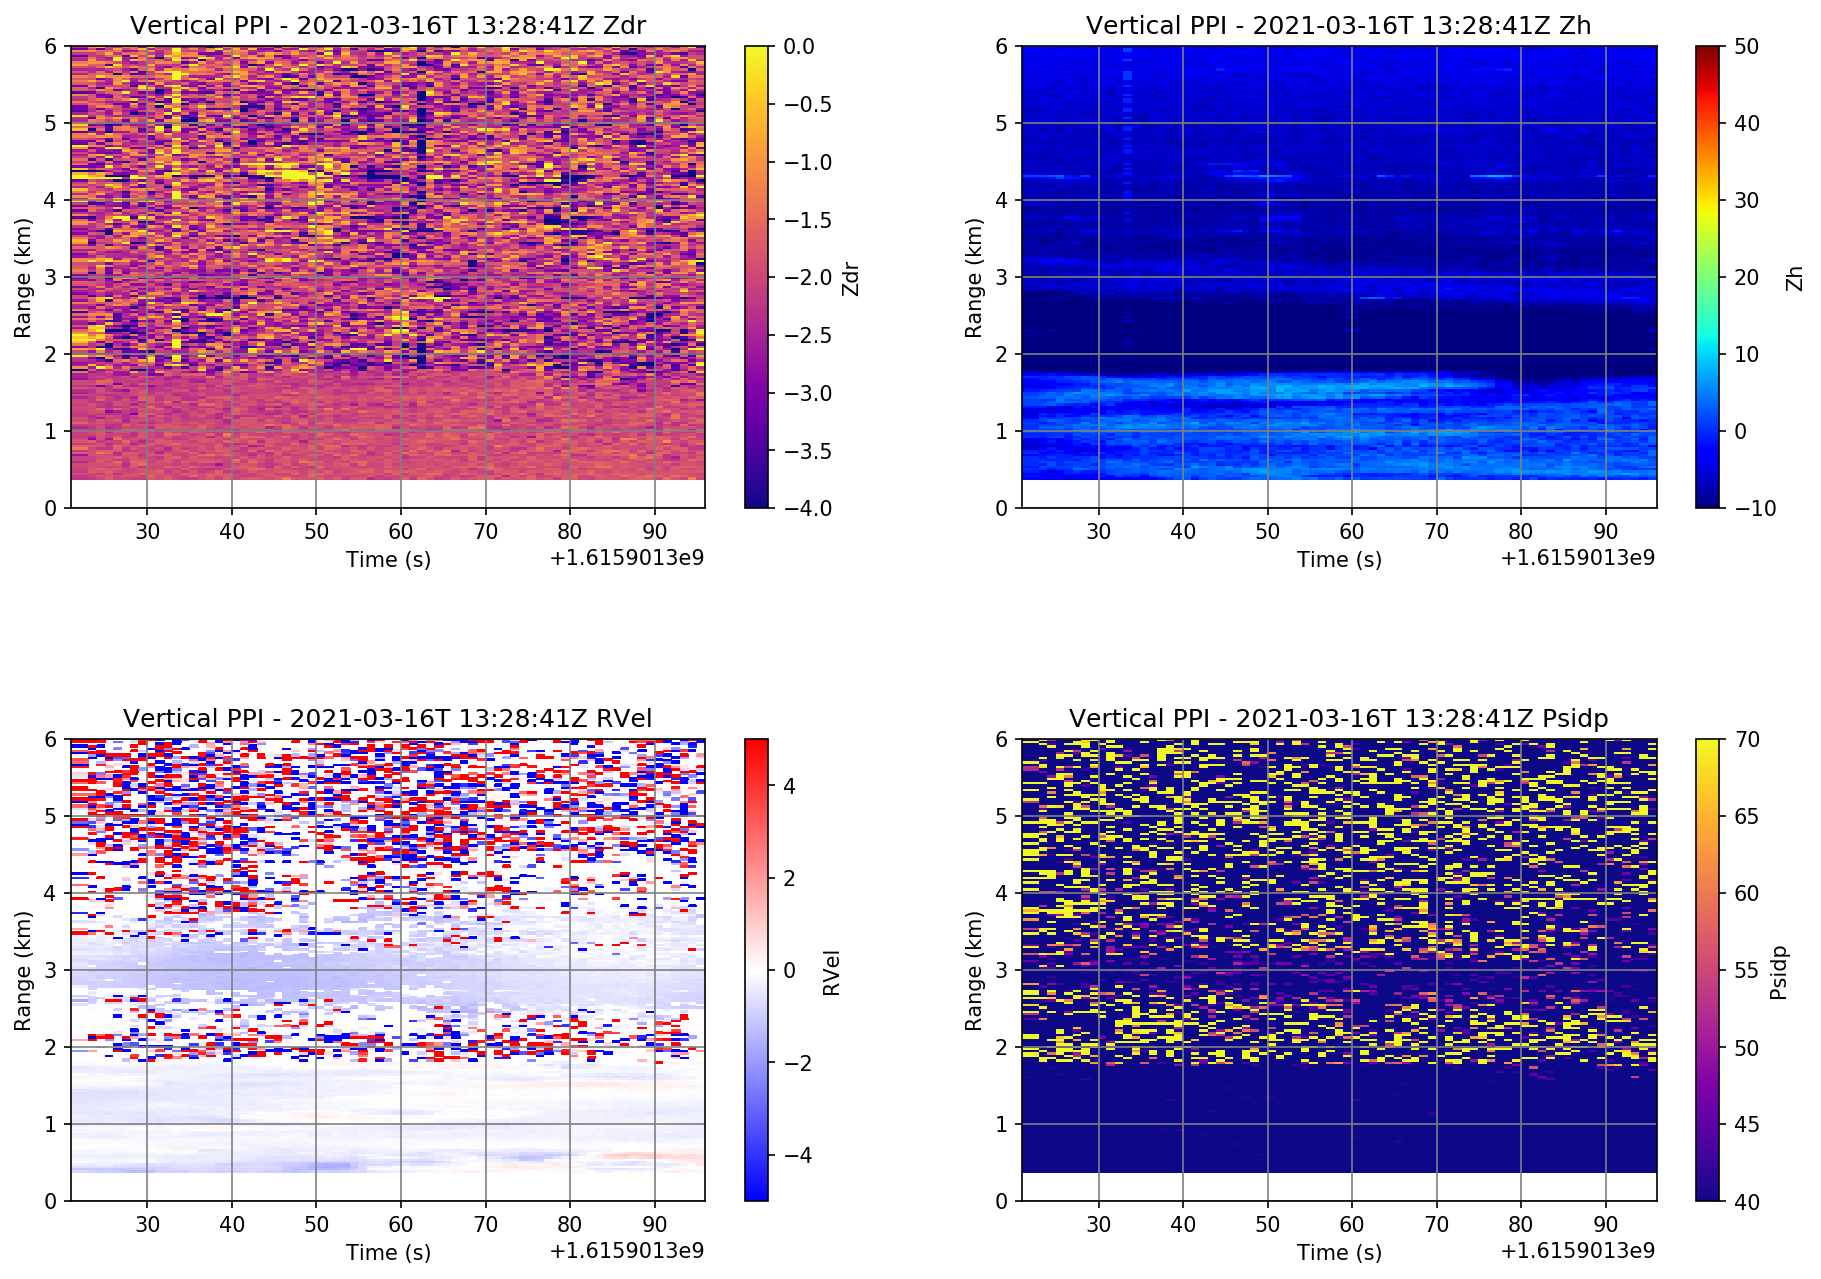 Vertical PPI - 2021-03-16T 13:28:41Z Zdr
6
5
4
3
2
1
0
Range (km)
30 40 50 60 70 80 90
Time (s)
+1.6159013e9
0.0
−0.5
−1.0
−1.5
−2.0
−2.5
−3.0
−3.5
−4.0
Zdr
Vertical PPI - 2021-03-16T 13:28:41Z Zh
6
5
4
3
2
1
0
Range (km)
30 40 50 60 70 80 90
Time (s)
+1.6159013e9
50
40
30
20
10
0
−10
Zh
Vertical PPI - 2021-03-16T 13:28:41Z RVel
6
5
4
3
2
1
0
Range (km)
30 40 50 60 70 80 90
Time (s)
+1.6159013e9
4
2
0
−2
−4
RVel
Vertical PPI - 2021-03-16T 13:28:41Z Psidp
6
5
4
3
2
1
0
Range (km)
30 40 50 60 70 80 90
Time (s)
+1.6159013e9
70
65
60
55
50
45
40
Psidp